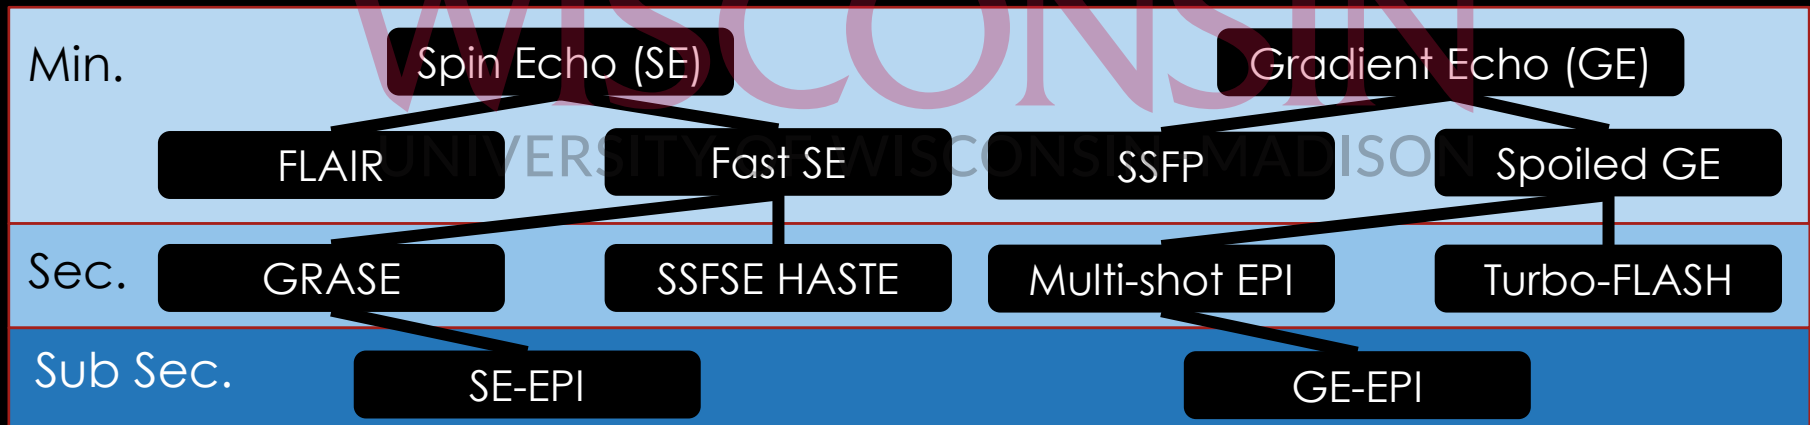 WISCONSIN
UNIVERSITY OF WISCONSIN-MADISON
Min.
Spin Echo (SE)
Gradient Echo (GE)
FLAIR
Fast SE
SSFP
Spoiled GE
Sec.
GRASE
SSFSE HASTE
Multi-shot EPI
Turbo-FLASH
Sub Sec.
SE-EPI
GE-EPI